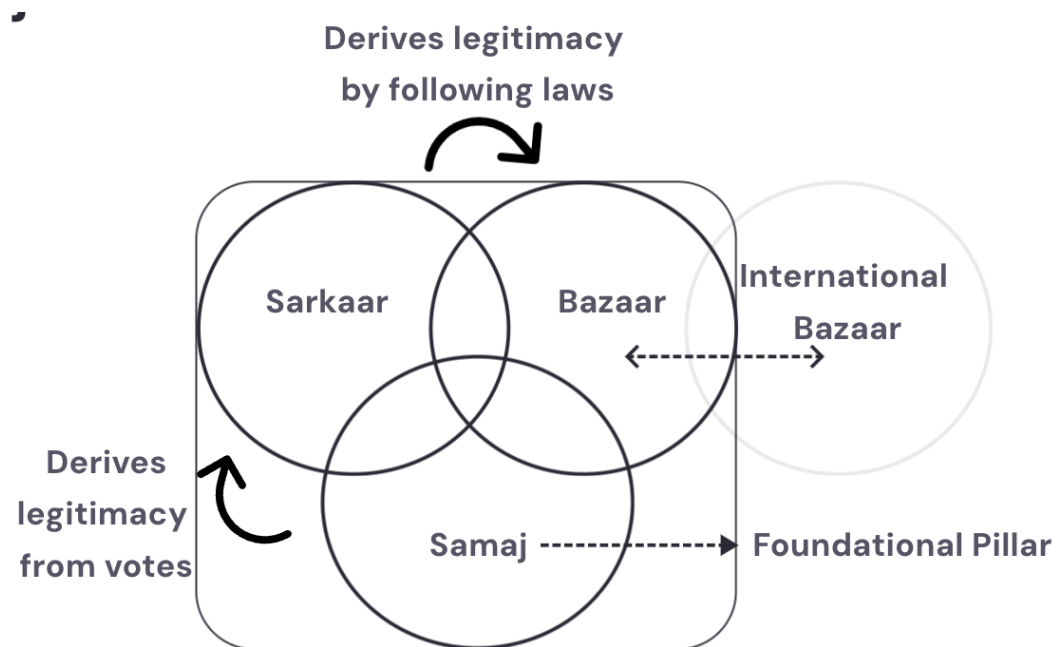 Derives legitimacy
by following laws
Sarkaar
Bazaar
International
Bazaar
Derives
legitimacy
from votes
Samaj
Foundational Pillar